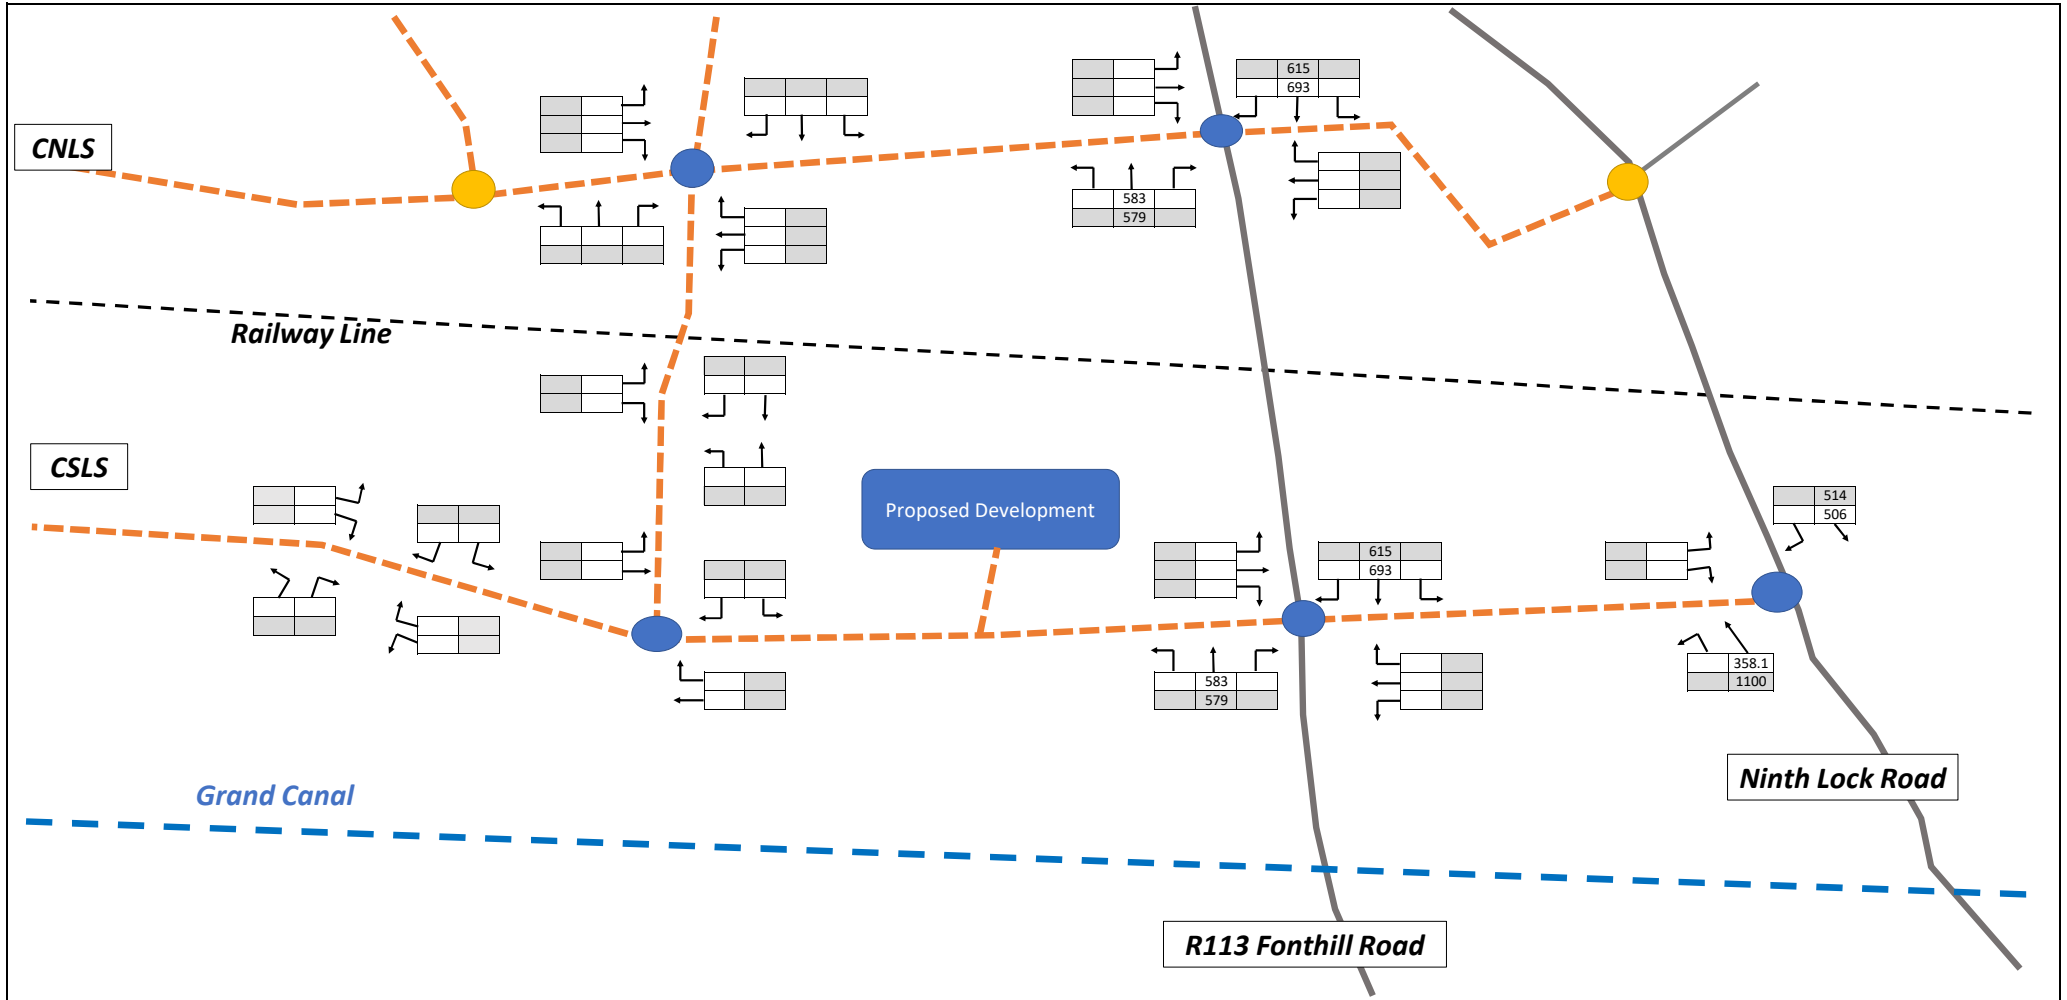 615
693
CNLS
583
579
Railway Line
CSLS
Proposed Development
514
506
615
693
583
579
358.1
1100
Ninth Lock Road
Grand Canal
R113 Fonthill Road